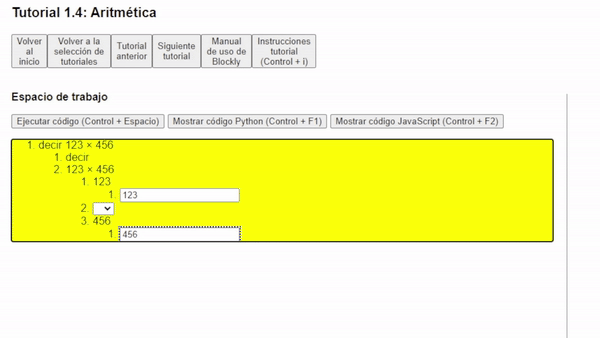 Tutorial 1.4: Aritmética
Volver al inicio
Volver a la selección de tutoriales
Tutorial anterior
Siguiente tutorial
Manual de uso de Blockly
Instrucciones tutorial (Control + i)
Espacio de trabajo
Ejecutar código (Control + Espacio)
Mostrar código Python (Control + F1)
Mostrar código JavaScript (Control + F2)
1. decir 123 × 456
1. decir
2. 123 × 456
1. 123
1. 123
2.
3. 456
1. 456